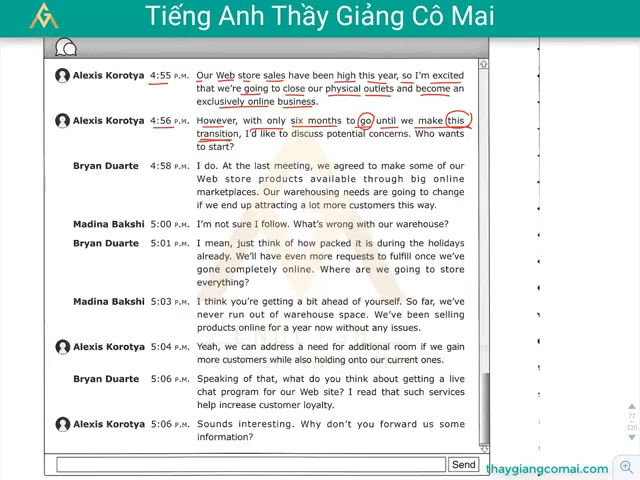 Tiếng Anh Thầy Giảng Cô Mai
Alexis Korotya 4:55 P.M. Our Web store sales have been high this year, so I'm excited
that we're going to close our physical outlets and become an
exclusively online business.
Alexis Korotya 4:56 P.M. However, with only six months to go until we make this
transition, I'd like to discuss potential concerns. Who wants
to start?
Bryan Duarte 4:58 P.M. I do. At the last meeting, we agreed to make some of our
Web store products available through big online
marketplaces. Our warehousing needs are going to change
if we end up attracting a lot more customers this way.
Madina Bakshi 5:00 P.M. I'm not sure I follow. What's wrong with our warehouse?
Bryan Duarte 5:01 P.M. I mean, just think of how packed it is during the holidays
already. We'll have even more requests to fulfill once we've
gone completely online. Where are we going to store
everything?
Madina Bakshi 5:03 P.M. I think you're getting a bit ahead of yourself. So far, we've
never run out of warehouse space. We've been selling
products online for a year now without any issues.
Alexis Korotya 5:04 P.M. Yeah, we can address a need for additional room if we gain
more customers while also holding onto our current ones.
Bryan Duarte 5:06 P.M. Speaking of that, what do you think about getting a live
chat program for our Web site? I read that such services
help increase customer loyalty.
Alexis Korotya 5:06 P.M. Sounds interesting. Why don't you forward us some
information?
Send
thaygiangcomai.com
77
220